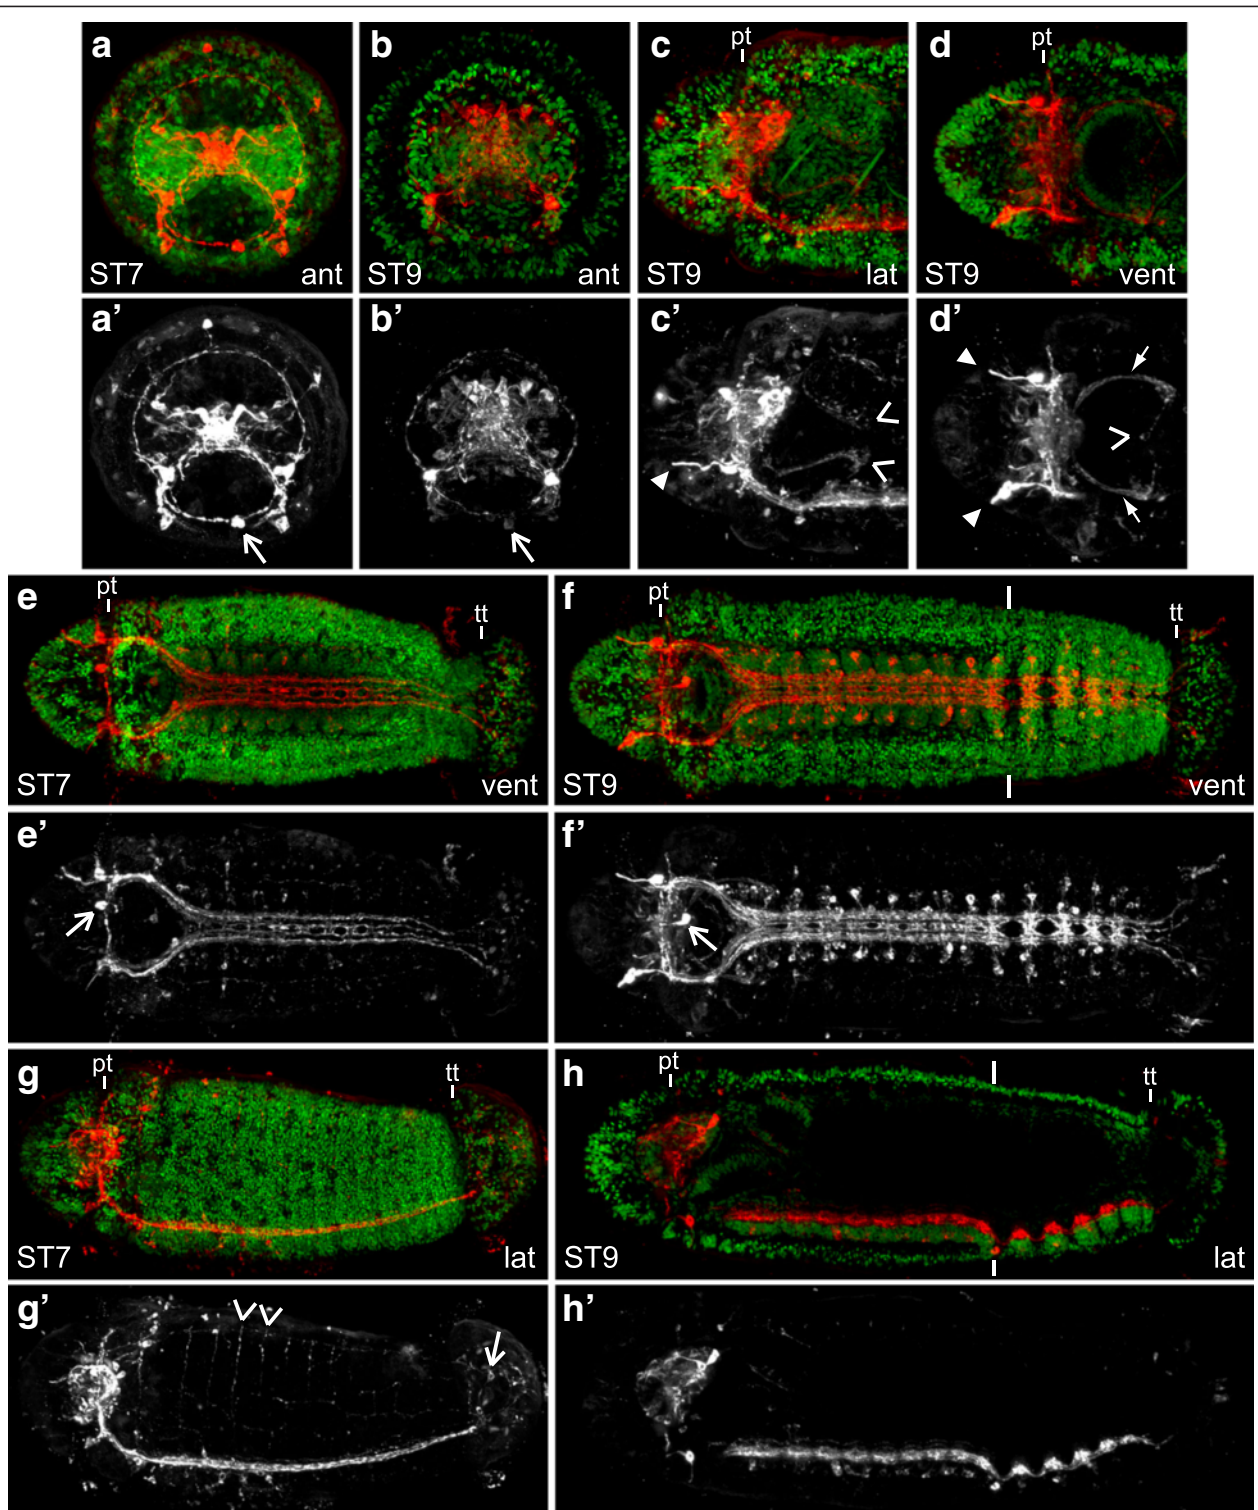 a
b
c
pt
d
pt
ST7 ant
ST9 ant
ST9 lat
ST9 vent
a’
b’
c’
d’
e
pt
tt
f
pt
tt
ST7 vent
ST9 vent
e’
f’
g
pt
tt
h
pt
tt
ST7 lat
ST9 lat
g’
h’